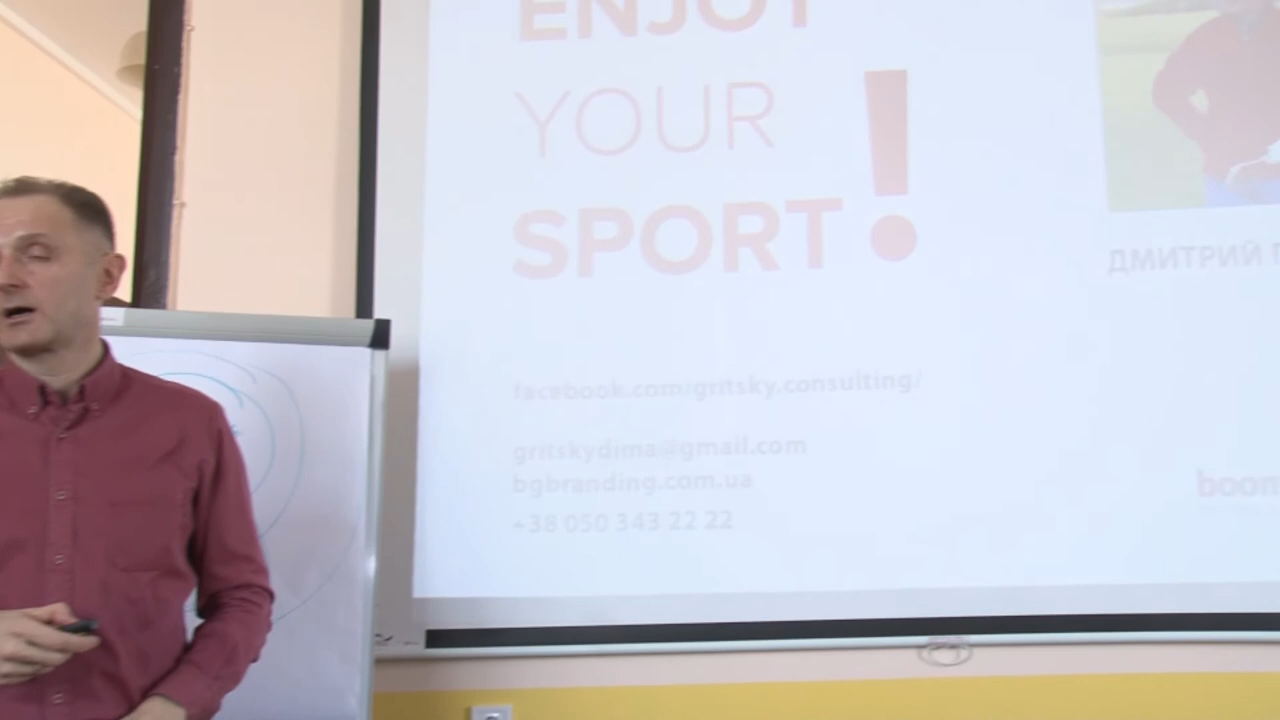 ENJOY
YOUR
SPORT!
ДМИТРИЙ
facebook.com/gritsky.consulting/
gritskydima@gmail.com
bgbranding.com.ua
+38 050 343 22 22
boom